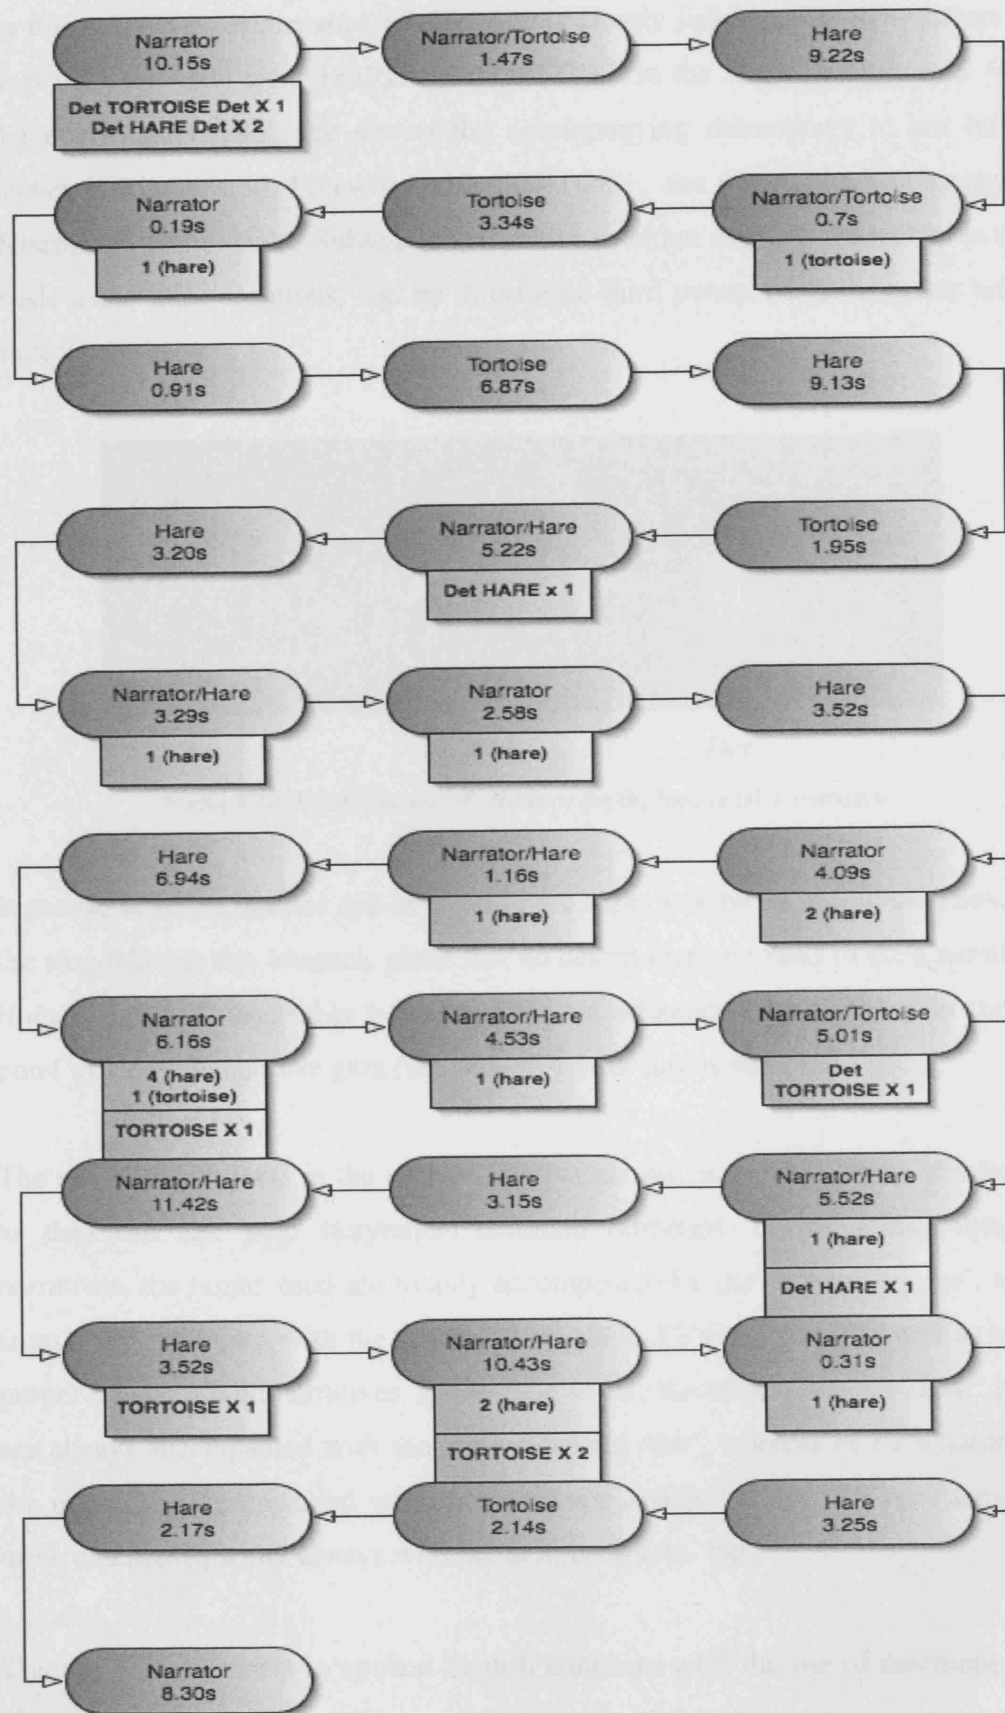 Narrator
10.15s
Det TORTOISE Det X 1
Det HARE Det X 2
Narrator/Tortoise
1.47s
Hare
9.22s
Narrator
0.19s
1 (hare)
Tortoise
3.34s
Narrator/Tortoise
0.7s
1 (tortoise)
Hare
0.91s
Tortoise
6.87s
Hare
9.13s
Hare
3.20s
Narrator/Hare
5.22s
Det HARE x 1
Tortoise
1.95s
Narrator/Hare
3.29s
1 (hare)
Narrator
2.58s
1 (hare)
Hare
3.52s
Hare
6.94s
Narrator/Hare
1.16s
1 (hare)
Narrator
4.09s
2 (hare)
Narrator
6.16s
4 (hare)
1 (tortoise)
TORTOISE X 1
Narrator/Hare
4.53s
1 (hare)
Narrator/Tortoise
5.01s
Det
TORTOISE X 1
Narrator/Hare
11.42s
Hare
3.15s
Narrator/Hare
5.52s
1 (hare)
Det HARE X 1
Hare
3.52s
TORTOISE X 1
Narrator/Hare
10.43s
2 (hare)
TORTOISE X 2
Narrator
0.31s
1 (hare)
Hare
2.17s
Tortoise
2.14s
Hare
3.25s
Narrator
8.30s